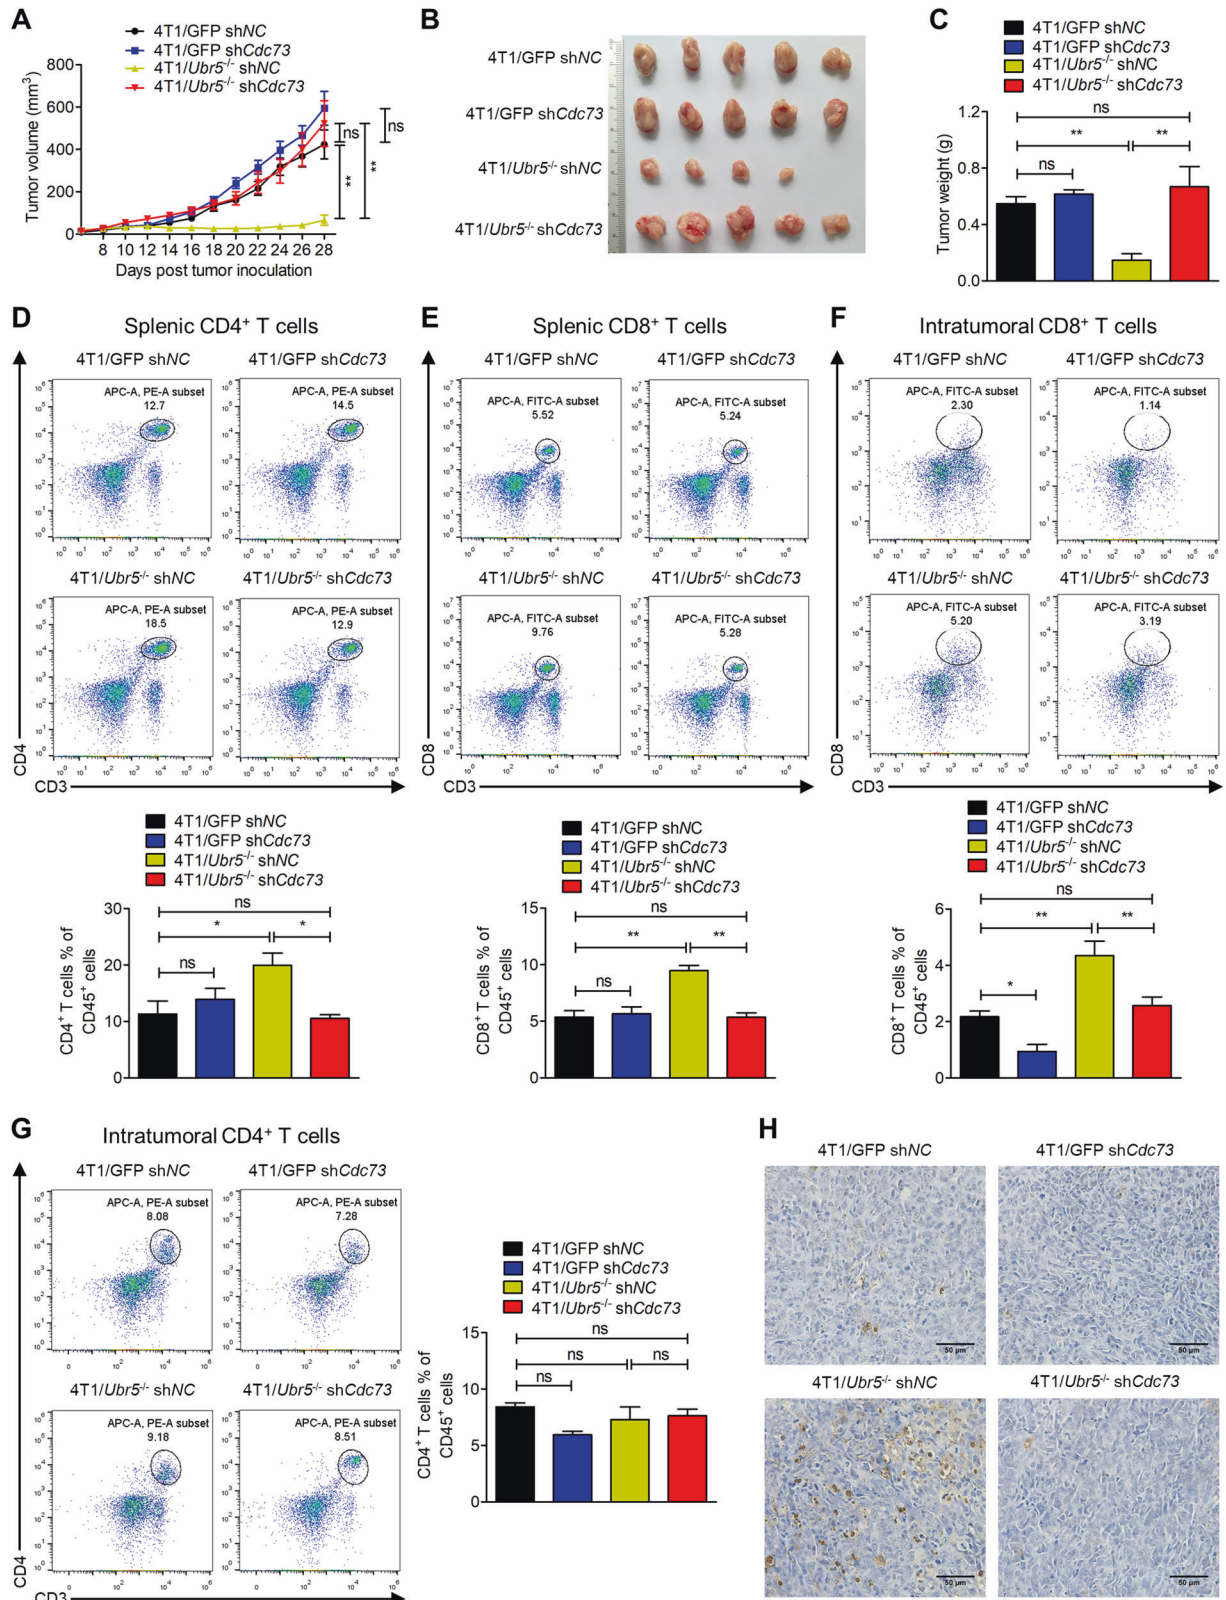 A
4T1/GFP shNC
4T1/GFP shCdc73
4T1/Ubr5-/- shNC
4T1/Ubr5-/- shCdc73
Tumor volume (mm3)
800
600
400
200
0
8 10 12 14 16 18 20 22 24 26 28
Days post tumor inoculation
ns
**
**
ns
B
4T1/GFP shNC
4T1/GFP shCdc73
4T1/Ubr5-/- shNC
4T1/Ubr5-/- shCdc73
C
4T1/GFP shNC
4T1/GFP shCdc73
4T1/Ubr5-/- shNC
4T1/Ubr5-/- shCdc73
Tumor weight (g)
1.2
0.8
0.4
0.0
ns
** **
ns
D
Splenic CD4+ T cells
4T1/GFP shNC 4T1/GFP shCdc73
APC-A, PE-A subset
12.7
APC-A, PE-A subset
14.5
4T1/Ubr5-/- shNC 4T1/Ubr5-/- shCdc73
APC-A, PE-A subset
18.5
APC-A, PE-A subset
12.9
CD4
CD3
4T1/GFP shNC
4T1/GFP shCdc73
4T1/Ubr5-/- shNC
4T1/Ubr5-/- shCdc73
CD4+ T cells % of
CD45+ cells
30
20
10
0
ns
* *
ns
E
Splenic CD8+ T cells
4T1/GFP shNC 4T1/GFP shCdc73
APC-A, FITC-A subset
5.52
APC-A, FITC-A subset
5.24
4T1/Ubr5-/- shNC 4T1/Ubr5-/- shCdc73
APC-A, FITC-A subset
9.76
APC-A, FITC-A subset
5.28
CD8
CD3
4T1/GFP shNC
4T1/GFP shCdc73
4T1/Ubr5-/- shNC
4T1/Ubr5-/- shCdc73
CD8+ T cells % of
CD45+ cells
15
10
5
0
ns
** **
ns
F
Intratumoral CD8+ T cells
4T1/GFP shNC 4T1/GFP shCdc73
APC-A, FITC-A subset
2.30
APC-A, FITC-A subset
1.14
4T1/Ubr5-/- shNC 4T1/Ubr5-/- shCdc73
APC-A, FITC-A subset
5.20
APC-A, FITC-A subset
3.19
CD8
CD3
4T1/GFP shNC
4T1/GFP shCdc73
4T1/Ubr5-/- shNC
4T1/Ubr5-/- shCdc73
CD8+ T cells % of
CD45+ cells
6
4
2
0
ns
** **
*
G
Intratumoral CD4+ T cells
4T1/GFP shNC 4T1/GFP shCdc73
APC-A, PE-A subset
8.08
APC-A, PE-A subset
7.28
4T1/Ubr5-/- shNC 4T1/Ubr5-/- shCdc73
APC-A, PE-A subset
9.18
APC-A, PE-A subset
8.51
CD4
CD3
4T1/GFP shNC
4T1/GFP shCdc73
4T1/Ubr5-/- shNC
4T1/Ubr5-/- shCdc73
CD4+ T cells % of
CD45+ cells
15
10
5
0
ns
ns ns
ns
H
4T1/GFP shNC 4T1/GFP shCdc73
50 μm 50 μm
4T1/Ubr5-/- shNC 4T1/Ubr5-/- shCdc73
50 μm 50 μm